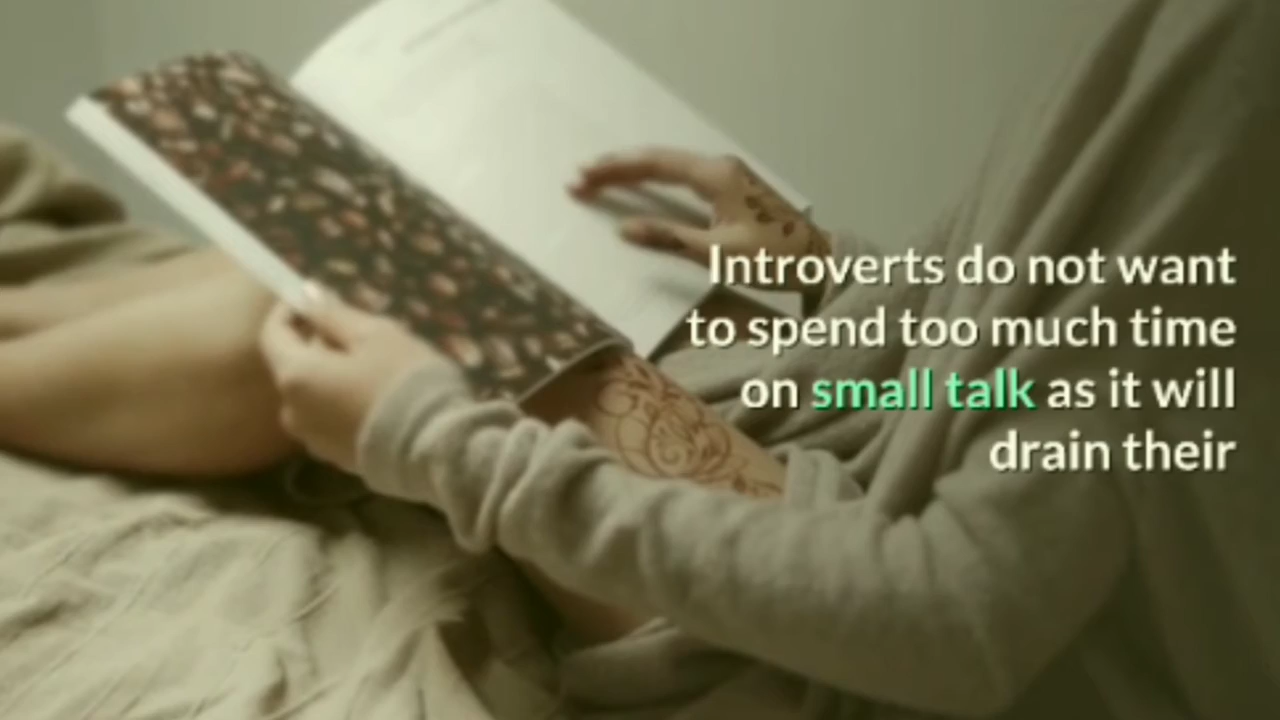 Introverts do not want
to spend too much time
on small talk as it will
drain their